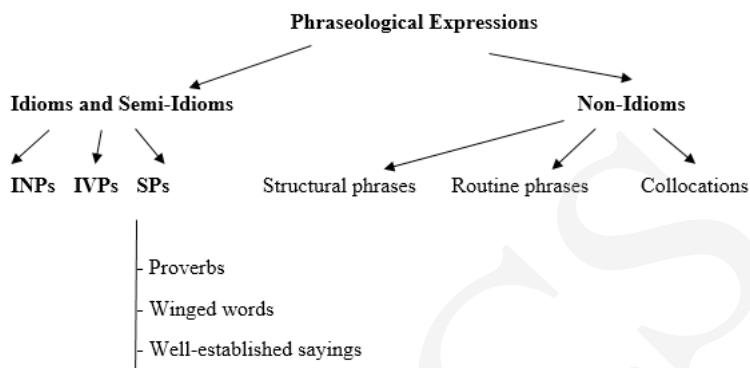 Phraseological Expressions
Idioms and Semi-Idioms Non-Idioms
INPs IVPs SPs Structural phrases Routine phrases Collocations
- Proverbs
- Winged words
- Well-established sayings